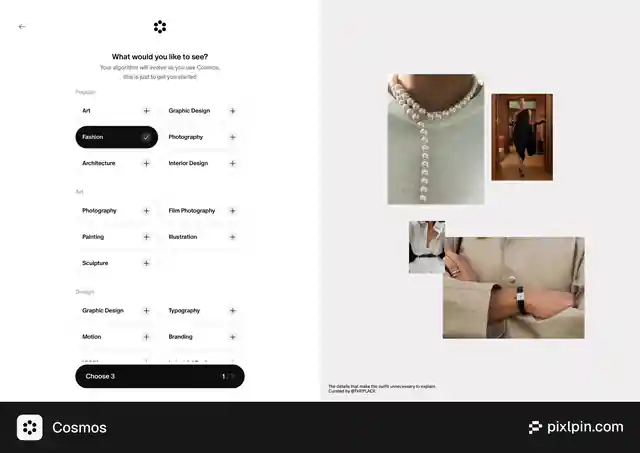 What would you like to see?
Your algorithm will evolve as you use Cosmos,
this is just to get you started
Popular
Art
Graphic Design
Fashion
Photography
Architecture
Interior Design
Art
Photography
Film Photography
Painting
Illustration
Sculpture
Design
Graphic Design
Typography
Motion
Branding
Choose 3
1 /
The details that make the outfit unnecessary to explain.
Curated by
Cosmos
pixlpin.com